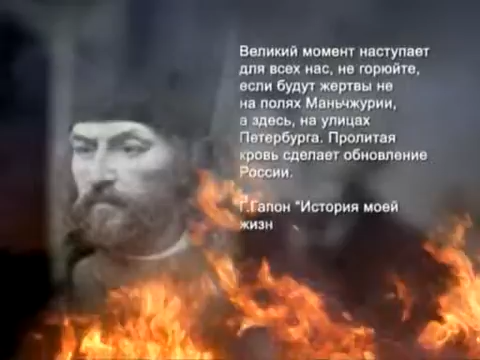 Великий момент наступает
для всех нас, не горюйте,
если будут жертвы не
на полях Маньчжурии,
а здесь, на улицах
Петербурга. Пролитая
кровь сделает обновление
России.
Г.Гапон "История моей
жизн